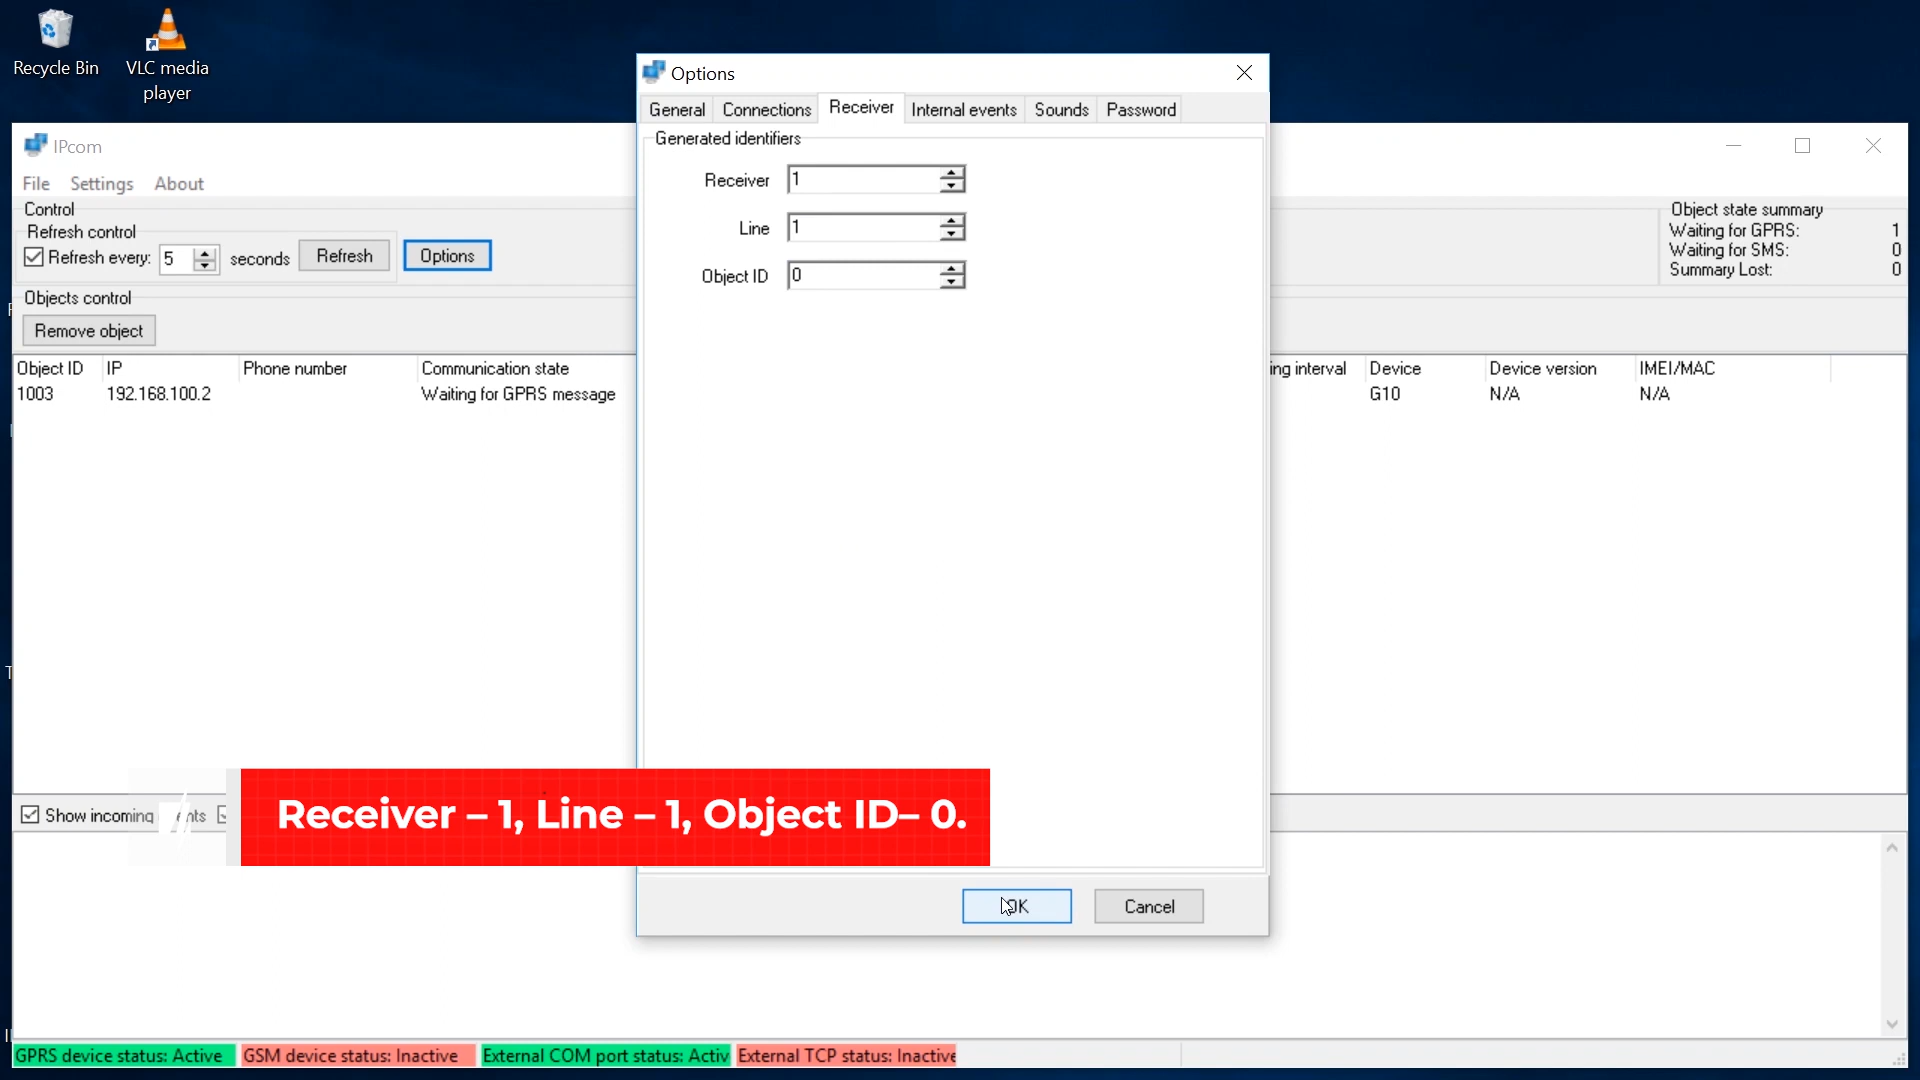 Recycle Bin
VLC media
player
IPcom
File Settings About
Control
Refresh control
Refresh every: 5 seconds Refresh Options
Objects control
Remove object
Object ID IP Phone number Communication state
1003 192.168.100.2 Waiting for GPRS message
Options
General Connections Receiver Internal events Sounds Password
Generated identifiers
Receiver 1
Line 1
Object ID 0
OK Cancel
Object state summary
Waiting for GPRS: 1
Waiting for SMS: 0
Summary Lost: 0
ing interval Device Device version IMEI/MAC
G10 N/A N/A
Show incoming nts
Receiver – 1, Line – 1, Object ID– 0.
GPRS device status: Active GSM device status: Inactive External COM port status: Activ External TCP status: Inactive